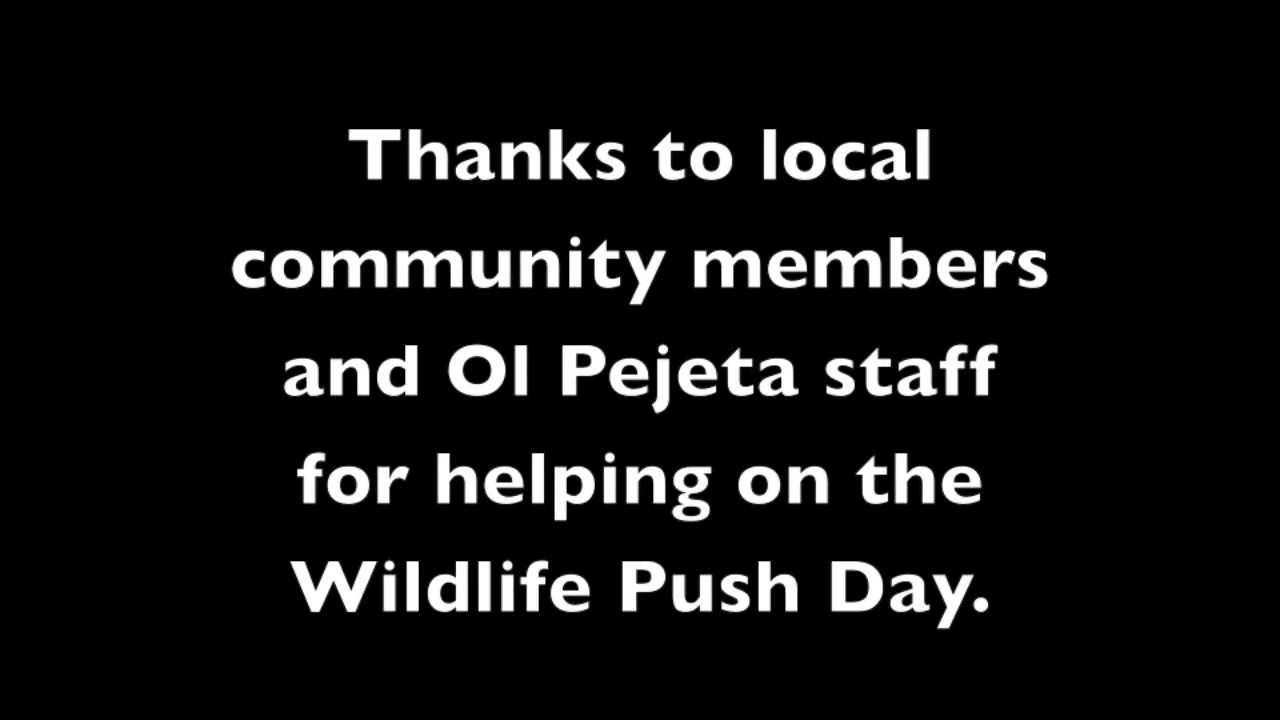 Thanks to local
community members
and Ol Pejeta staff
for helping on the
Wildlife Push Day.